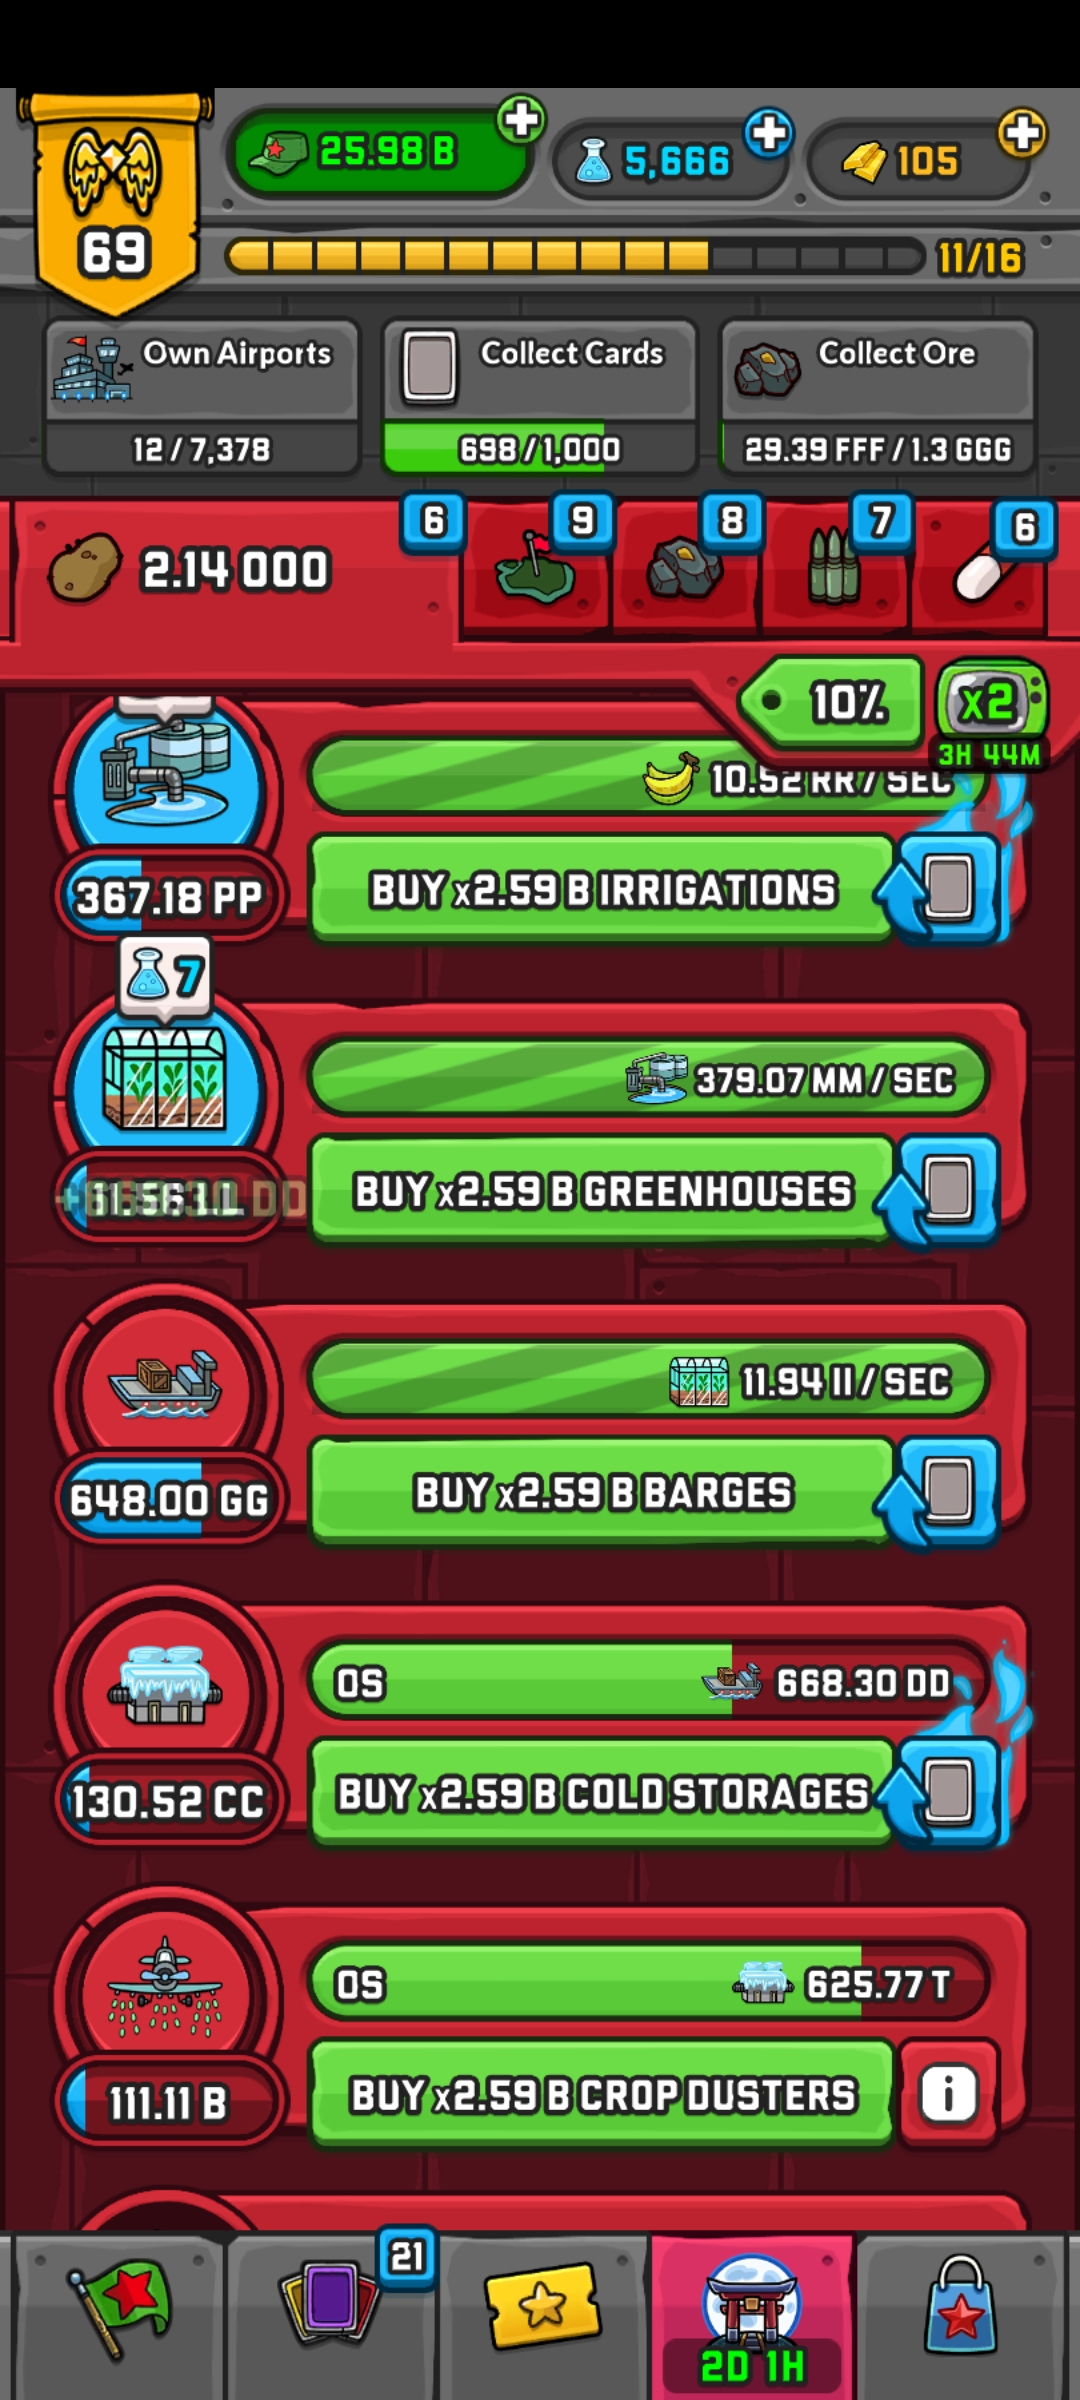 25.98 B
5,666
105
69
11/16
Own Airports
12 / 7,378
Collect Cards
698 / 1,000
Collect Ore
29.39 FFF / 1.3 GGG
2.14 000
6
9
8
7
6
10%
x2
3H 44M
10.52 RR / SEC
367.18 PP
BUY x2.59 B IRRIGATIONS
7
379.07 MM / SEC
BUY x2.59 B GREENHOUSES
11.94 II / SEC
648.00 GG
BUY x2.59 B BARGES
0S
668.30 DD
130.52 CC
BUY x2.59 B COLD STORAGES
0S
625.77 T
111.11 B
BUY x2.59 B CROP DUSTERS
i
21
2D 1H